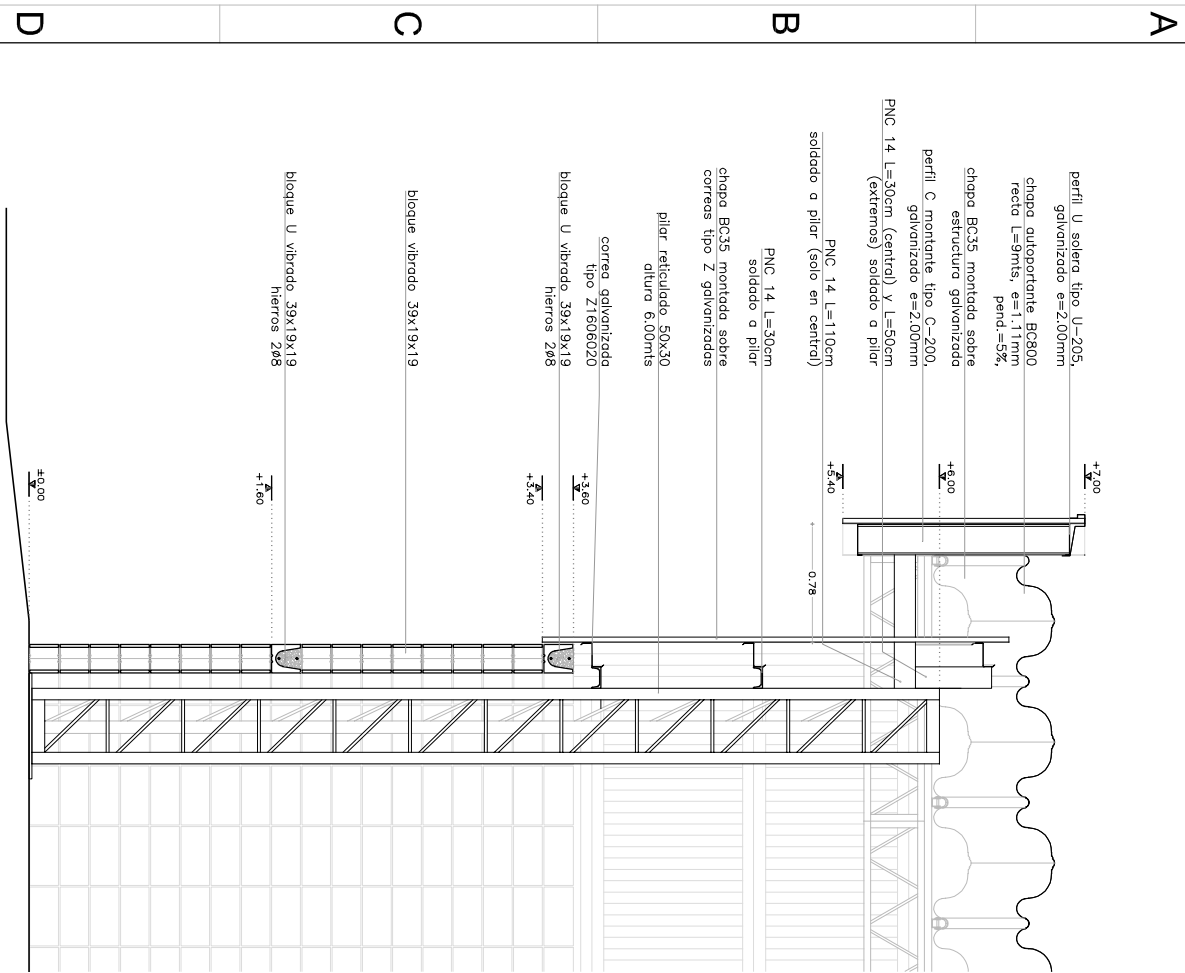 A
B
C
D
perfil U solera tipo U-205,
galvanizado e=2.00mm
chapa autoportante BC800
recta L=9mts, e=1.11mm
pend.=5%,
chapa BC35 montada sobre
estructura galvanizada
perfil C montante tipo C-200,
galvanizado e=2.00mm
PNC 14 L=30cm (central) y L=50cm
(extremos) soldado a pilar
PNC 14 L=110cm
soldado a pilar (solo en central)
PNC 14 L=30cm
soldado a pilar
chapa BC35 montada sobre
correas tipo Z galvanizadas
pilar reticulado 50x30
altura 6.00mts
correa galvanizada
tipo Z1606020
bloque U vibrado 39x19x19
hierros 2ø8
bloque vibrado 39x19x19
bloque U vibrado 39x19x19
hierros 2ø8
+7.00
+6.00
+5.40
+3.60
+3.40
+1.60
±0.00
0.78